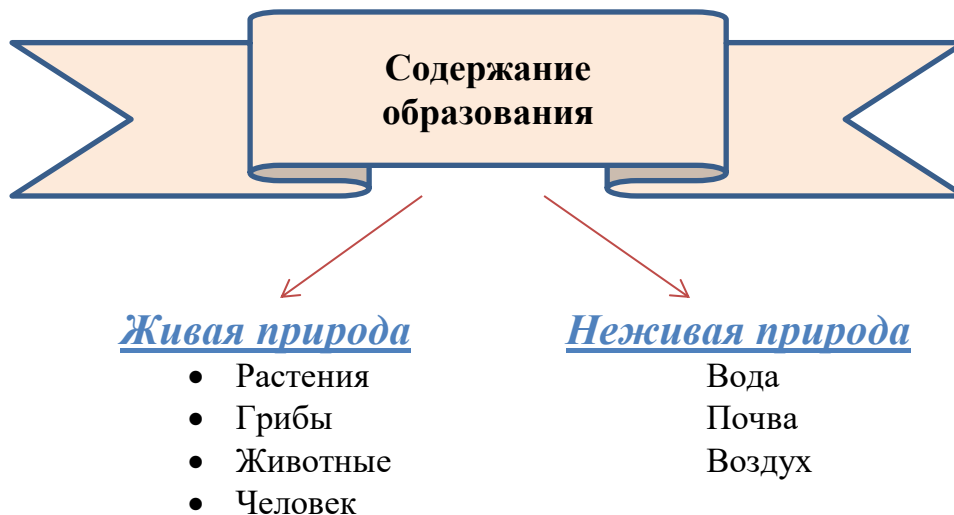 Содержание
образования
Живая природа
• Растения
• Грибы
• Животные
• Человек
Неживая природа
Вода
Почва
Воздух